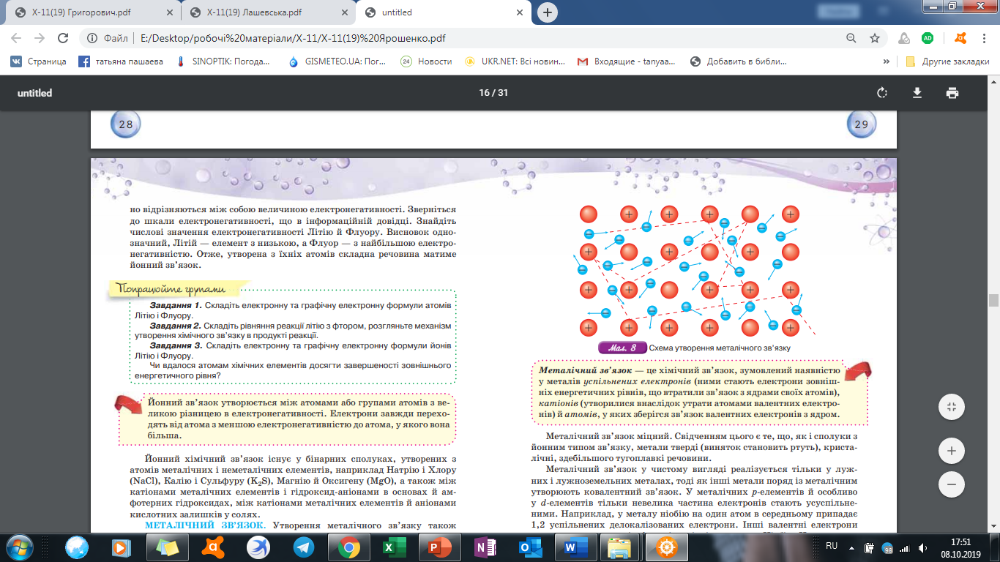 Х-11(19) Григорович.pdf
Х-11(19) Лашевська.pdf
untitled
Файл
E:/Desktop/робочі%20матеріали/Х-11/Х-11(19)%20Ярошенко.pdf
Страница
татьяна пашаева
SINOPTIK: Погода...
GISMETEO.UA: Пог...
24
Новости
UKR.NET: Всі новин...
Входящие - tanyaa...
Добавить в библи...
»
Другие закладки
untitled
16 / 31
28
29
но відрізняються між собою величиною електронегативності. Зверніться
до шкали електронегативності, що в інформаційній довідці. Знайдіть
числові значення електронегативності Літію й Флуору. Висновок одно-
значний, Літій — елемент з низькою, а Флуор — з найбільшою електро-
негативністю. Отже, утворена з їхніх атомів складна речовина матиме
йонний зв’язок.
Попрацюйте групами
Завдання 1. Складіть електронну та графічну електронну формули атомів
Літію і Флуору.
Завдання 2. Складіть рівняння реакції літію з фтором, розгляньте механізм
утворення хімічного зв’язку в продукті реакції.
Завдання 3. Складіть електронну та графічну електронну формули йонів
Літію і Флуору.
Чи вдалося атомам хімічних елементів досягти завершеності зовнішнього
енергетичного рівня?
Йонний зв’язок утворюється між атомами або групами атомів з ве-
ликою різницею в електронегативності. Електрони завжди перехо-
дять від атома з меншою електронегативністю до атома, у якого вона
більша.
Йонний хімічний зв’язок існує у бінарних сполуках, утворених з
атомів металічних і неметалічних елементів, наприклад Натрію і Хлору
(NaCl), Калію і Сульфуру (K₂S), Магнію й Оксигену (MgO), а також між
катіонами металічних елементів і гідроксид-аніонами в основах й ам-
фотерних гідроксидах, між катіонами металічних елементів й аніонами
кислотних залишків у солях.
МЕТАЛІЧНИЙ ЗВ’ЯЗОК. Утворення металічного зв’язку також
Мал. 8 Схема утворення металічного зв’язку
Металічний зв’язок — це хімічний зв’язок, зумовлений наявністю
у металів успільнених електронів (ними стають електрони зовніш-
ніх енергетичних рівнів, що втратили зв’язок з ядрами своїх атомів),
катіонів (утворилися внаслідок утрати атомами валентних електро-
нів) й атомів, у яких зберігся зв’язок валентних електронів з ядром.
Металічний зв’язок міцний. Свідченням цього є те, що, як і сполуки з
йонним типом зв’язку, метали тверді (виняток становить ртуть), криста-
лічні, здебільшого тугоплавкі речовини.
Металічний зв’язок у чистому вигляді реалізується тільки у луж-
них і лужноземельних металах, тоді як інші метали поряд із металічним
утворюють ковалентний зв’язок. У металічних p-елементів й особливо
у d-елементів тільки невелика частина електронів стають усуспільне-
ними. Наприклад, у металу ніобію на один атом в середньому припадає
1,2 успільнених делокалізованих електрони. Інші валентні електрони
RU
98
17:51
08.10.2019